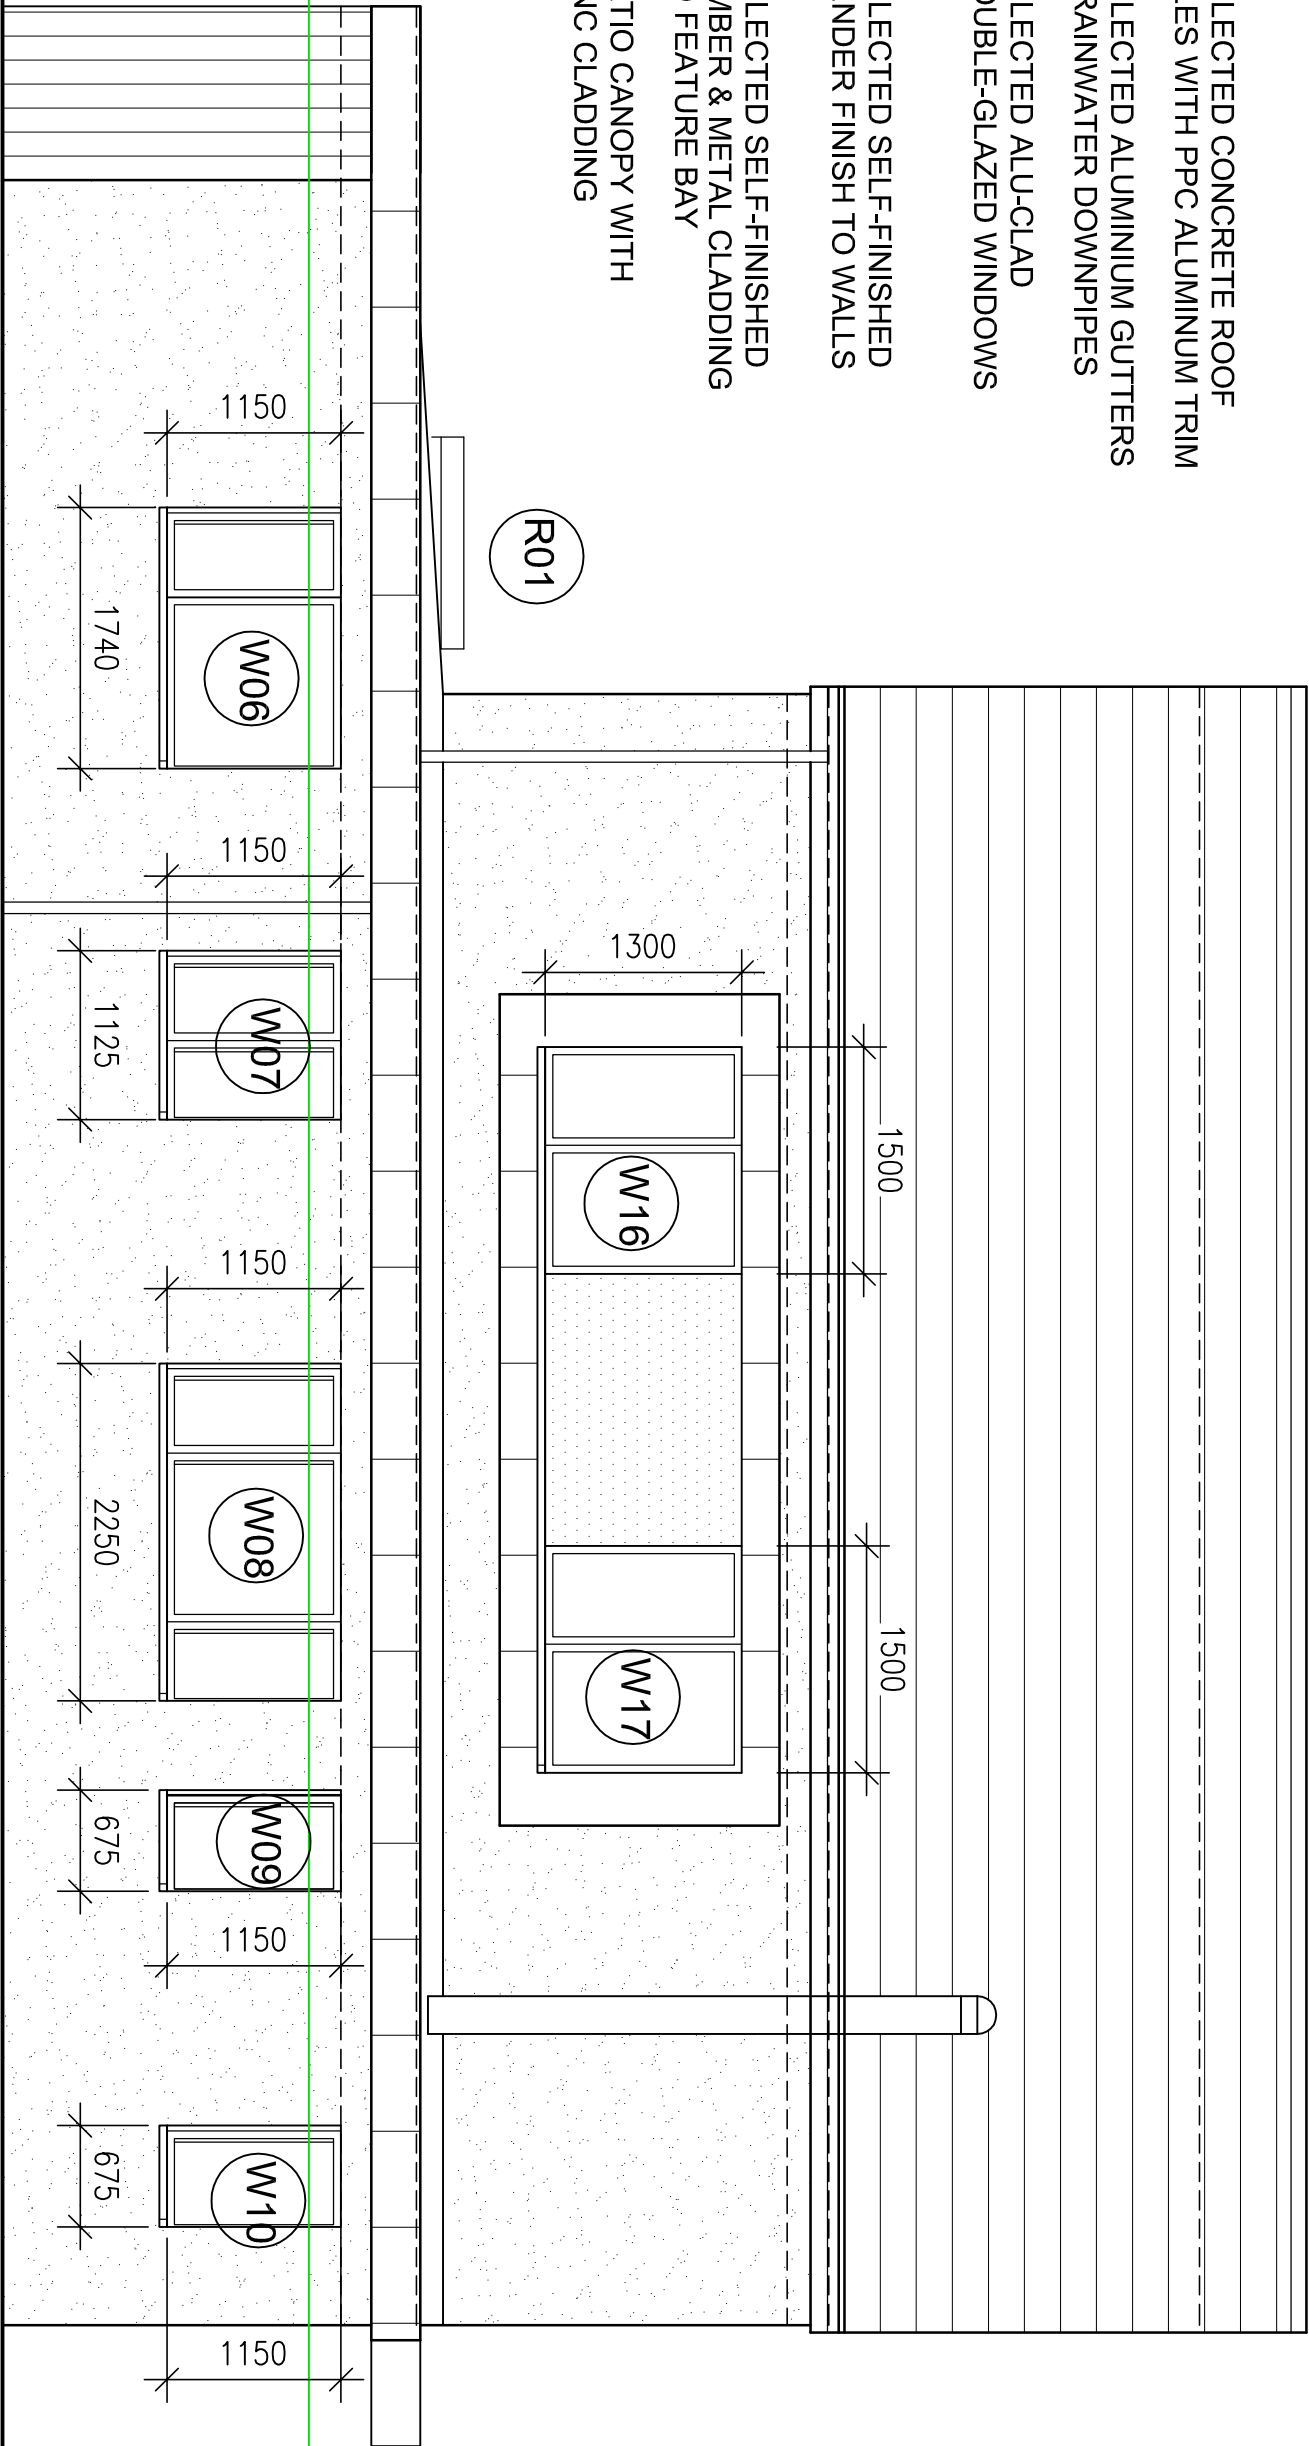 LECTED CONCRETE ROOF
LES WITH PPC ALUMINUM TRIM
LECTED ALUMINIUM GUTTERS
RAINWATER DOWNPIPES
LECTED ALU-CLAD
OUBLE-GLAZED WINDOWS
LECTED SELF-FINISHED
NDER FINISH TO WALLS
LECTED SELF-FINISHED
MBER & METAL CLADDING
FEATURE BAY
TIO CANOPY WITH
NC CLADDING
R01
1500
1500
1300
W16
W17
1150
1150
1150
1150
1150
W06
W07
W08
W09
W10
1740
1125
2250
675
675